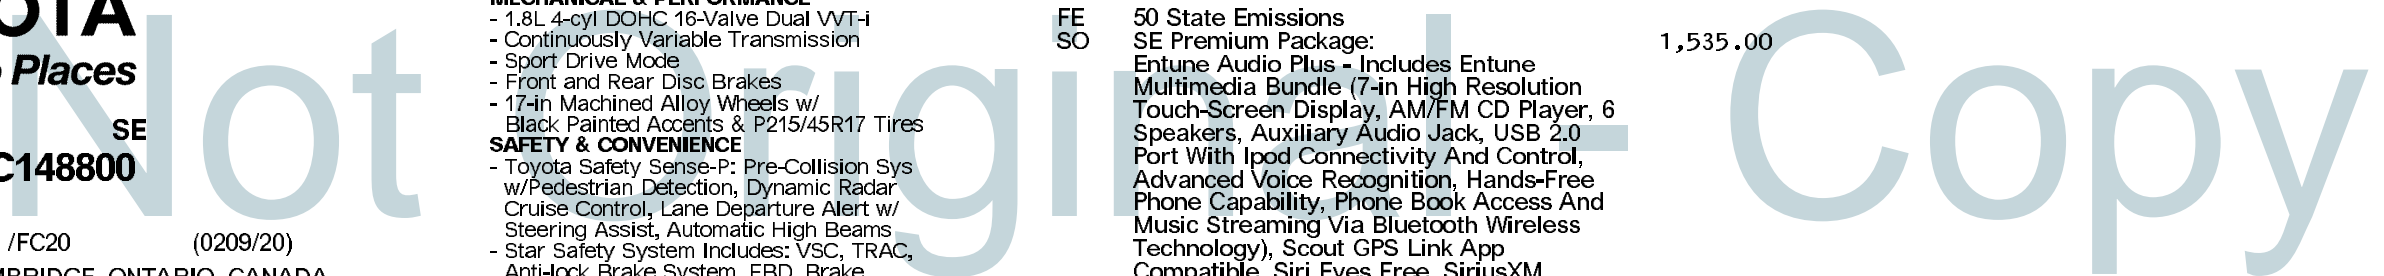 OTA
Places
SE
C148800
/FC20 (0209/20)
MBRIDGE, ONTARIO, CANADA
MECHANICAL & PERFORMANCE
- 1.8L 4-cyl DOHC 16-Valve Dual VVT-i
- Continuously Variable Transmission
- Sport Drive Mode
- Front and Rear Disc Brakes
- 17-in Machined Alloy Wheels w/
Black Painted Accents & P215/45R17 Tires
SAFETY & CONVENIENCE
- Toyota Safety Sense-P: Pre-Collision Sys
w/Pedestrian Detection, Dynamic Radar
Cruise Control, Lane Departure Alert w/
Steering Assist, Automatic High Beams
- Star Safety System Includes: VSC, TRAC,
Anti-lock Brake System, EBD, Brake
FE 50 State Emissions
SO SE Premium Package: 1,535.00
Entune Audio Plus - Includes Entune
Multimedia Bundle (7-in High Resolution
Touch-Screen Display, AM/FM CD Player, 6
Speakers, Auxiliary Audio Jack, USB 2.0
Port With Ipod Connectivity And Control,
Advanced Voice Recognition, Hands-Free
Phone Capability, Phone Book Access And
Music Streaming Via Bluetooth Wireless
Technology), Scout GPS Link App
Compatible, Siri Eyes Free, SiriusXM
Not Original - Copy